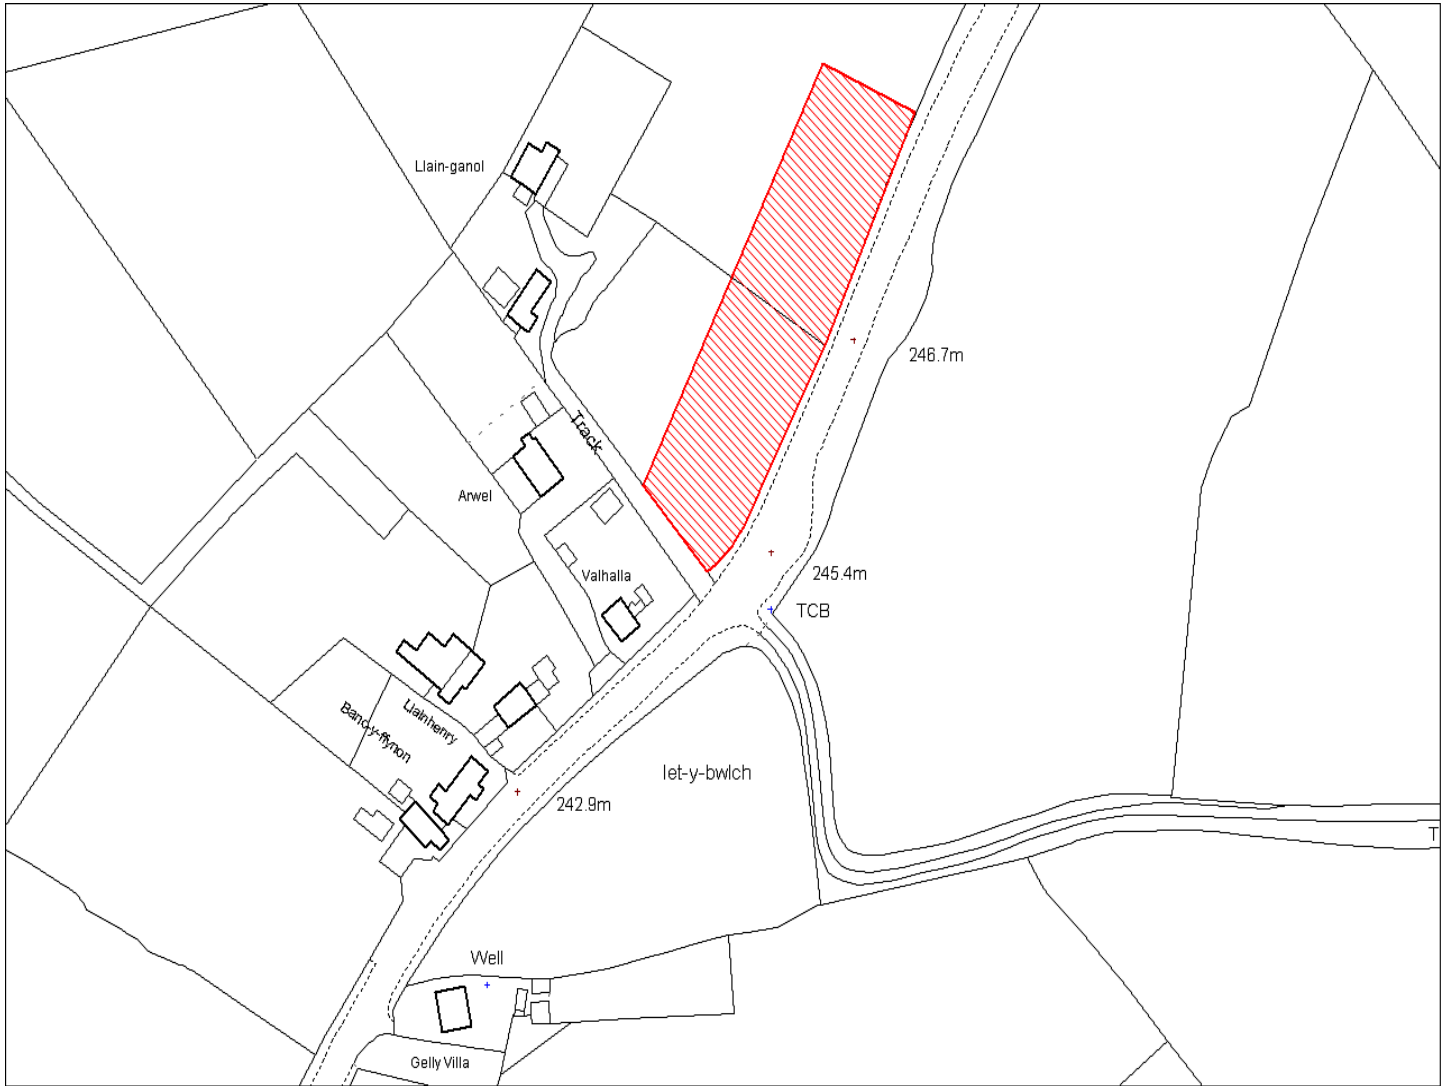 Llain-ganol
246.7m
Track
Arwel
245.4m
Valhalla
TCB
Llainhenry
Banc-y-ffynon
let-y-bwlch
242.9m
T
Well
Gelly Villa